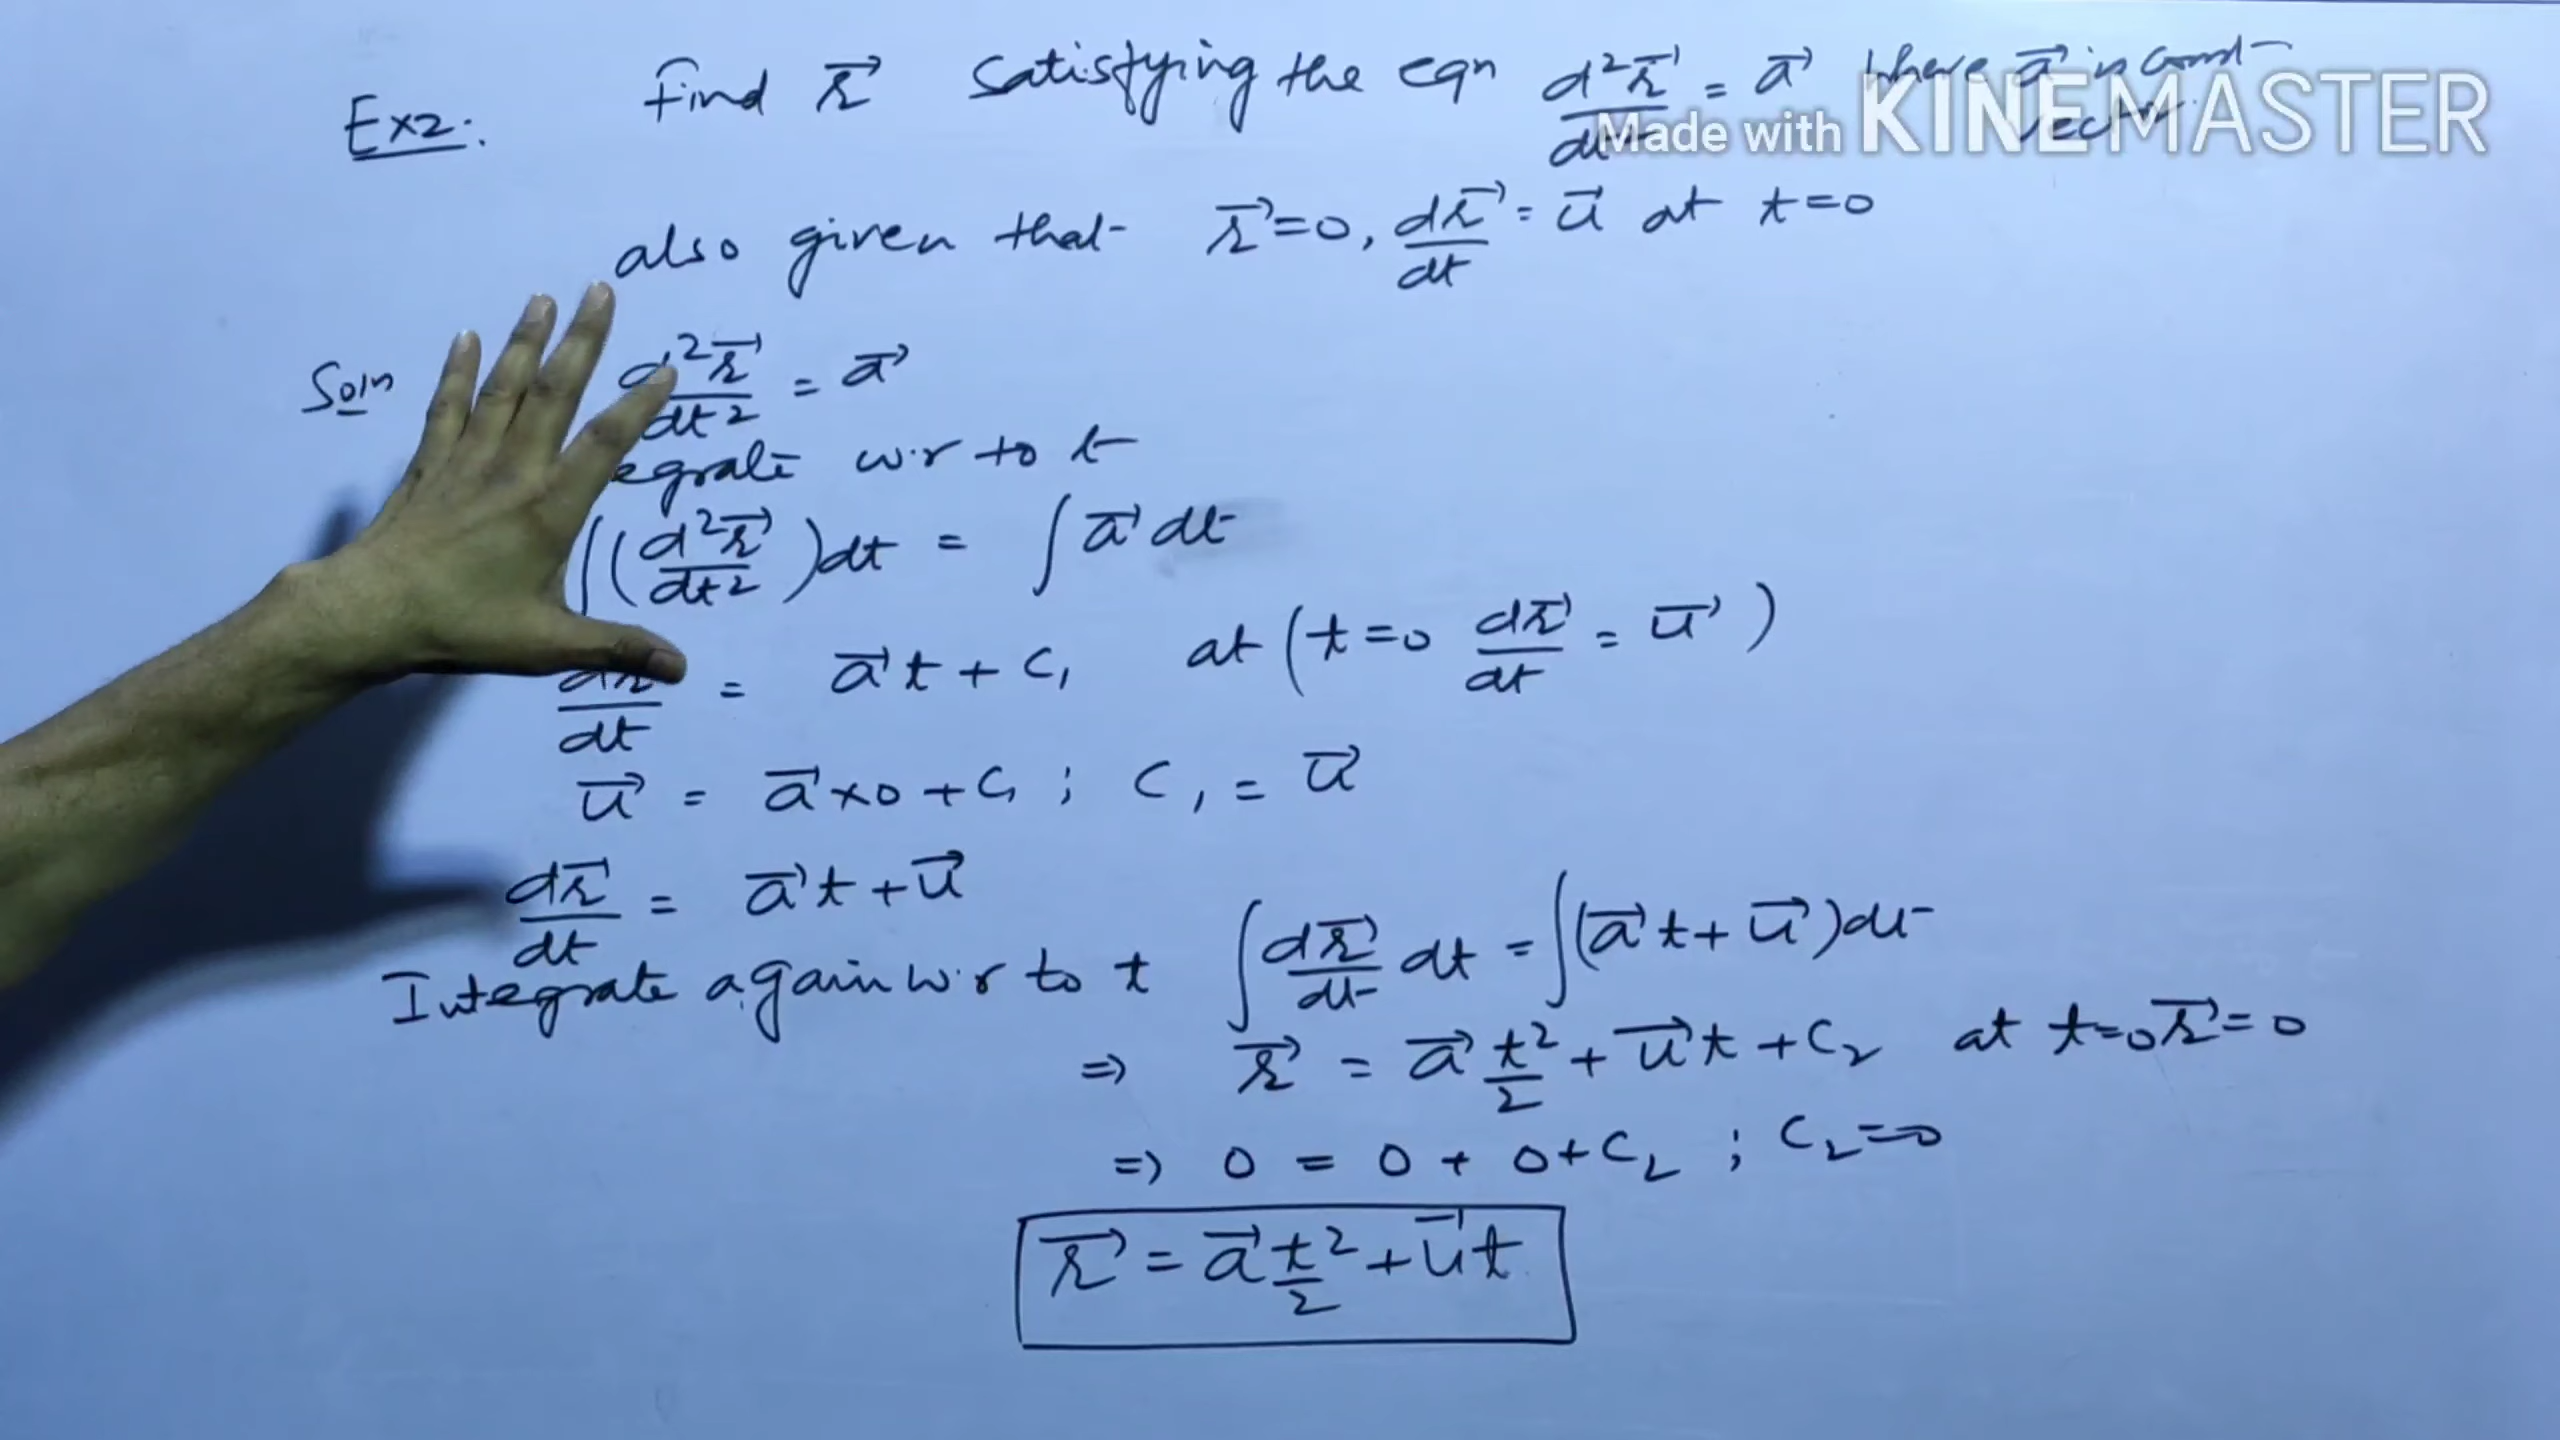 Ex2:. Find r⃗ satisfying the eqn d²r⃗/dt² = a⃗ where a⃗ is const
vector
Made with KINEMASTER
also given that r⃗=0, dr⃗/dt = u⃗ at t=0
Soln d²r⃗/dt² = a⃗
egrate w.r to t
∫(d²r⃗/dt²)dt = ∫a⃗ dt
dr⃗/dt = a⃗t + C₁ at (t=0 dr⃗/dt = u⃗)
u⃗ = a⃗×0+C₁ ; C₁ = u⃗
dr⃗/dt = a⃗t+u⃗
Integrate again w.r to t ∫dr⃗/dt dt = ∫(a⃗t+u⃗)dt
⇒ r⃗ = a⃗ t²/2 + u⃗t + C₂ at t=0 r⃗=0
⇒ 0 = 0 + 0+C₂ ; C₂=0
r⃗ = a⃗ t²/2 + u⃗t